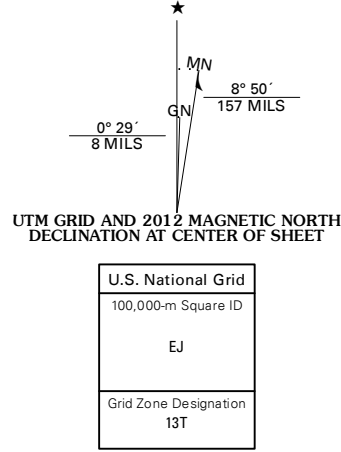 MN
8° 50´
157 MILS
GN
0° 29´
8 MILS
UTM GRID AND 2012 MAGNETIC NORTH
DECLINATION AT CENTER OF SHEET
U.S. National Grid
100,000-m Square ID
EJ
Grid Zone Designation
13T